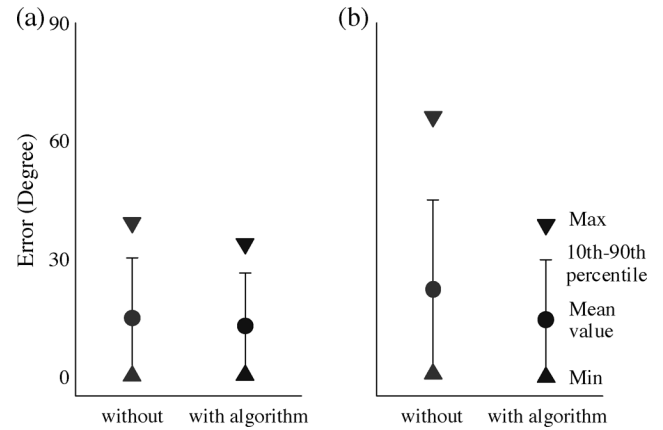 (a)
90
60
30
0
Error (Degree)
without
with algorithm
(b)
Max
10th-90th
percentile
Mean
value
Min
without
with algorithm